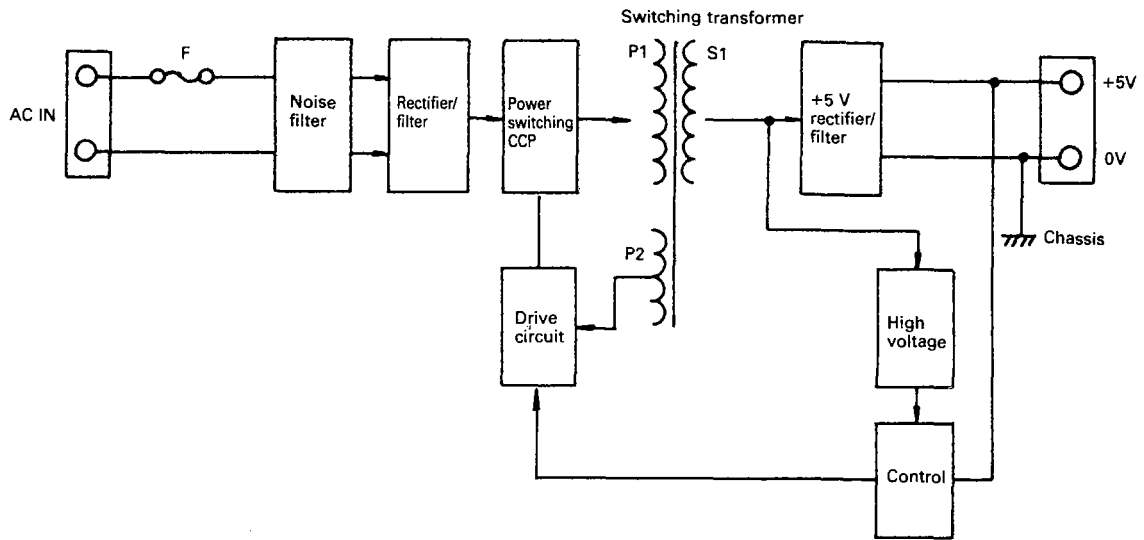 Switching transformer
F
P1
S1
AC IN
Noise
filter
Rectifier/
filter
Power
switching
CCP
+5 V
rectifier/
filter
+5V
0V
Chassis
P2
Drive
circuit
High
voltage
Control